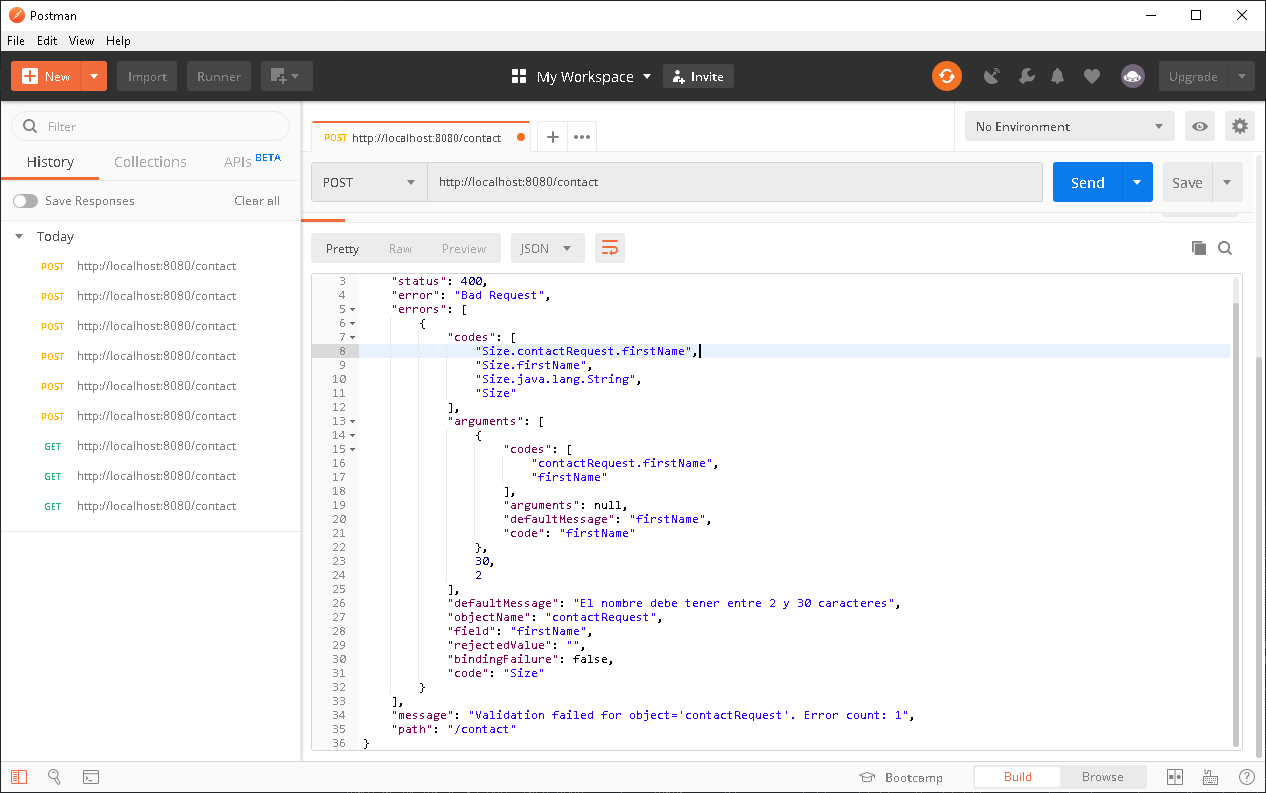 Postman
File Edit View Help
New Import Runner My Workspace Invite Upgrade
Filter
History Collections APIs BETA
Save Responses Clear all
Today
POST http://localhost:8080/contact
POST http://localhost:8080/contact
POST http://localhost:8080/contact
POST http://localhost:8080/contact
POST http://localhost:8080/contact
POST http://localhost:8080/contact
GET http://localhost:8080/contact
GET http://localhost:8080/contact
GET http://localhost:8080/contact
POST http://localhost:8080/contact No Environment
POST http://localhost:8080/contact Send Save
Pretty Raw Preview JSON
3 "status": 400,
4 "error": "Bad Request",
5 "errors": [
6 {
7 "codes": [
8 "Size.contactRequest.firstName",
9 "Size.firstName",
10 "Size.java.lang.String",
11 "Size"
12 ],
13 "arguments": [
14 {
15 "codes": [
16 "contactRequest.firstName",
17 "firstName"
18 ],
19 "arguments": null,
20 "defaultMessage": "firstName",
21 "code": "firstName"
22 },
23 30,
24 2
25 ],
26 "defaultMessage": "El nombre debe tener entre 2 y 30 caracteres",
27 "objectName": "contactRequest",
28 "field": "firstName",
29 "rejectedValue": "",
30 "bindingFailure": false,
31 "code": "Size"
32 }
33 ],
34 "message": "Validation failed for object='contactRequest'. Error count: 1",
35 "path": "/contact"
36 }
Bootcamp Build Browse